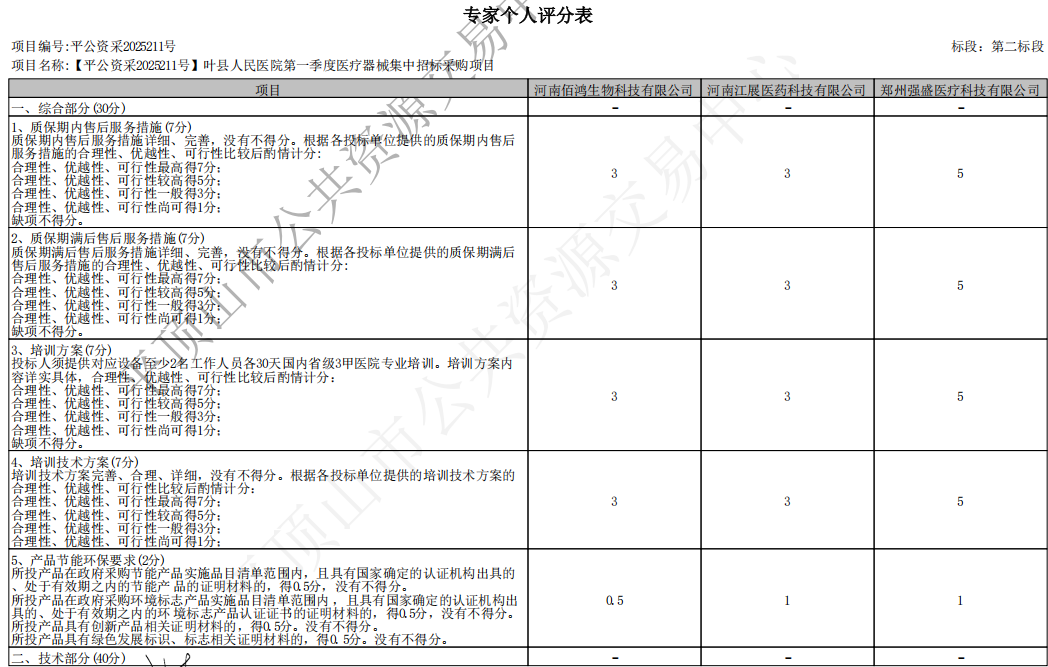 专家个人评分表
项目编号:平公资采2025211号 标段：第二标段
项目名称:【平公资采2025211号】叶县人民医院第一季度医疗器械集中招标采购项目
项目 河南佰鸿生物科技有限公司 河南江展医药科技有限公司 郑州强盛医疗科技有限公司
一、综合部分(30分) - - -
1、质保期内售后服务措施(7分)
质保期内售后服务措施详细、完善，没有不得分。根据各投标单位提供的质保期内售后
服务措施的合理性、优越性、可行性比较后酌情计分:
合理性、优越性、可行性最高得7分;
合理性、优越性、可行性较高得5分;
合理性、优越性、可行性一般得3分;
合理性、优越性、可行性尚可得1分;
缺项不得分。
3 3 5
2、质保期满后售后服务措施(7分)
质保期满后售后服务措施详细、完善，没有不得分。根据各投标单位提供的质保期满后
售后服务措施的合理性、优越性、可行性比较后酌情计分:
合理性、优越性、可行性最高得7分;
合理性、优越性、可行性较高得5分;
合理性、优越性、可行性一般得3分;
合理性、优越性、可行性尚可得1分;
缺项不得分。
3 3 5
3、培训方案(7分)
投标人须提供对应设备至少2名工作人员各30天国内省级3甲医院专业培训。培训方案内
容详实具体，合理性、优越性、可行性比较后酌情计分:
合理性、优越性、可行性最高得7分;
合理性、优越性、可行性较高得5分;
合理性、优越性、可行性一般得3分;
合理性、优越性、可行性尚可得1分;
缺项不得分。
3 3 5
4、培训技术方案(7分)
培训技术方案完善、合理、详细，没有不得分。根据各投标单位提供的培训技术方案的
合理性、优越性、可行性比较后酌情计分:
合理性、优越性、可行性最高得7分;
合理性、优越性、可行性较高得5分;
合理性、优越性、可行性一般得3分;
合理性、优越性、可行性尚可得1分;
3 3 5
5、产品节能环保要求(2分)
所投产品在政府采购节能产品实施品目清单范围内，且具有国家确定的认证机构出具的
、处于有效期之内的节能产品的证明材料的，得0.5分，没有不得分。
所投产品在政府采购环境标志产品实施品目清单范围内，且具有国家确定的认证机构出
具的、处于有效期之内的环境标志产品认证证书的证明材料的，得0.5分，没有不得分。
所投产品具有创新产品相关证明材料的，得0.5分。没有不得分。
所投产品具有绿色发展标识、标志相关证明材料的，得0.5分。没有不得分。
0.5 1 1
二、技术部分(40分) - - -
平顶山市公共资源交易中
平顶山市公共资源交易中心